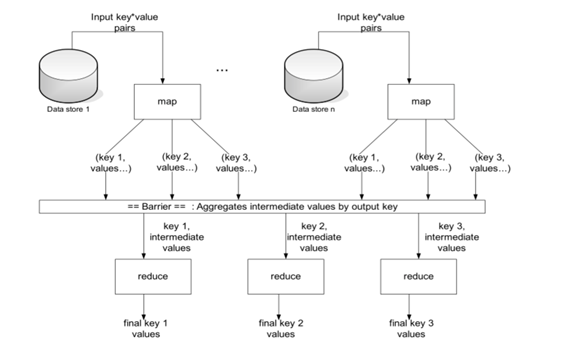 Input key*value
pairs
Input key*value
pairs
...
map
map
Data store 1
Data store n
(key 1,
values...)
(key 2,
values...)
(key 3,
values...)
(key 1,
values...)
(key 2,
values...)
(key 3,
values...)
== Barrier == : Aggregates intermediate values by output key
key 1,
intermediate
values
key 2,
intermediate
values
key 3,
intermediate
values
reduce
reduce
reduce
final key 1
values
final key 2
values
final key 3
values